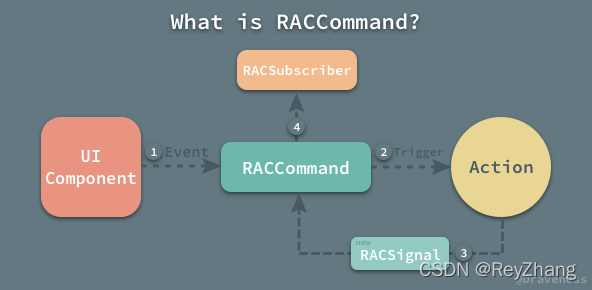 What is RACCommand?
RACSubscriber
4
UI
Component
1 Event
RACCommand
2 Trigger
Action
new
RACSignal
3
CSDN @ReyZhang
@Draveness